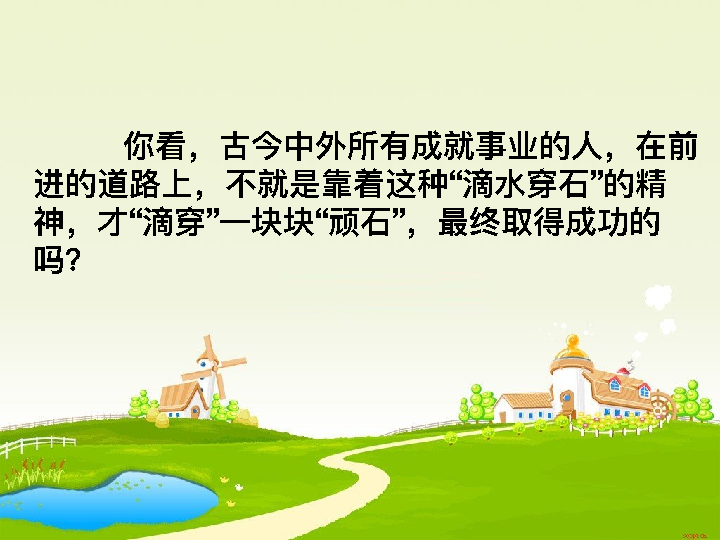 你看，古今中外所有成就事业的人，在前
进的道路上，不就是靠着这种“滴水穿石”的精
神，才“滴穿”一块块“顽石”，最终取得成功的
吗？